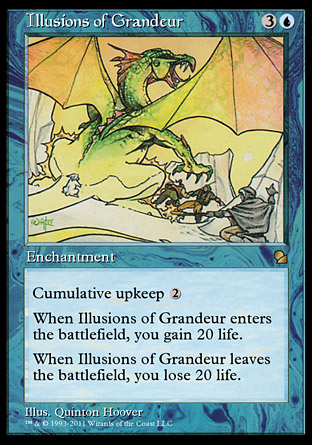 Illusions of Grandeur 3
Enchantment
Cumulative upkeep 2
When Illusions of Grandeur enters
the battlefield, you gain 20 life.
When Illusions of Grandeur leaves
the battlefield, you lose 20 life.
Illus. Quinton Hoover
™ & © 1993-2011 Wizards of the Coast LLC